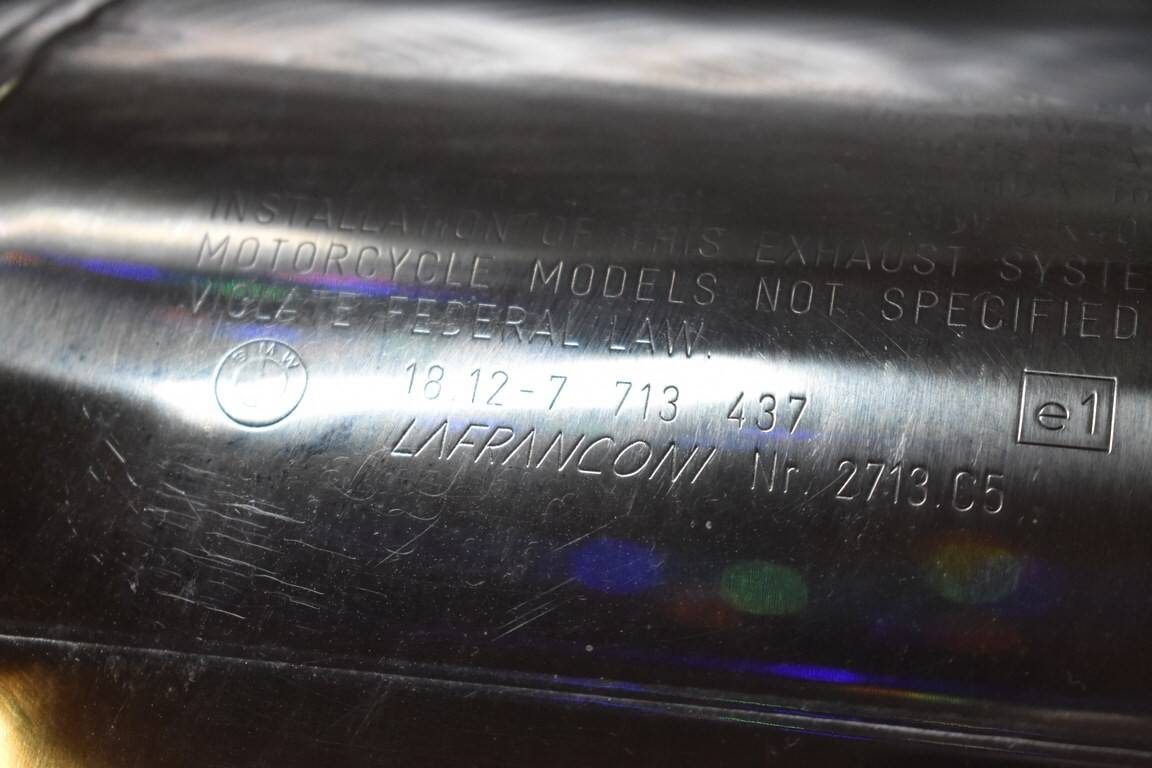 INSTALLATION OF THIS EXHAUST SYSTE
MOTORCYCLE MODELS NOT SPECIFIED
VIOLATE FEDERAL LAW.
BMW
18.12-7 713 437
e1
LAFRANCONI Nr. 2713.C5